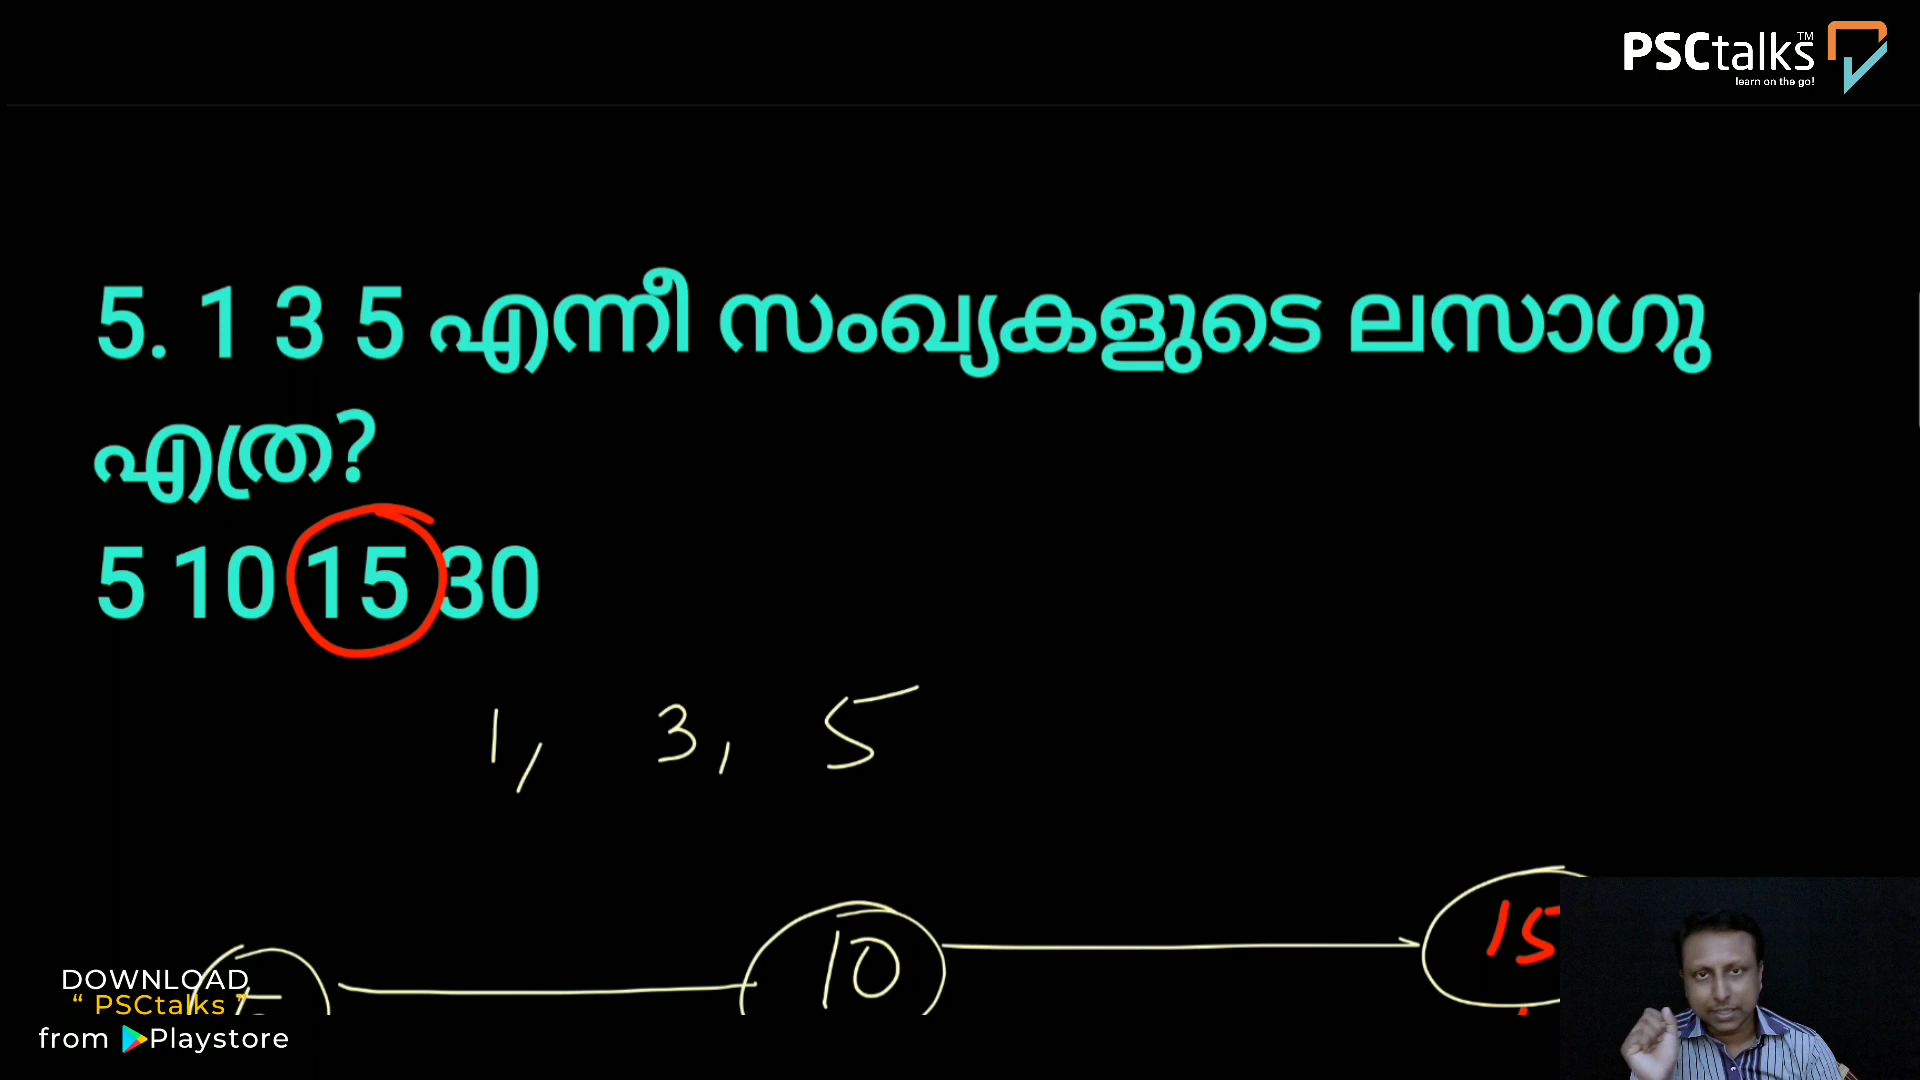 PSCtalks™
learn on the go!
5. 1 3 5 എന്നീ സംഖ്യകളുടെ ലസാഗു
എത്ര?
5 10 15 30
1, 3, 5
10
15
DOWNLOAD
“ PSCtalks ”
from Playstore